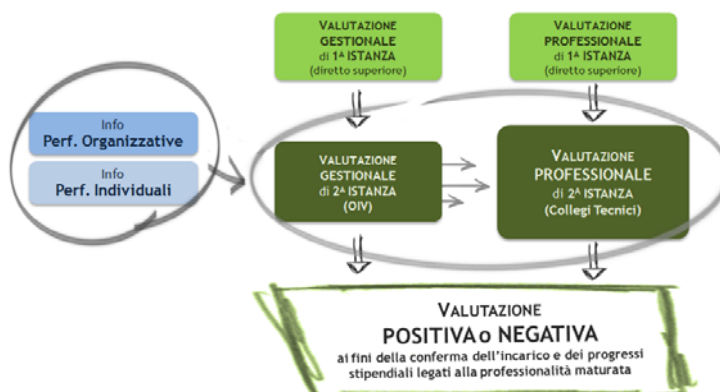 VALUTAZIONE
GESTIONALE
di 1ª ISTANZA
(diretto superiore)
VALUTAZIONE
PROFESSIONALE
di 1ª ISTANZA
(diretto superiore)
Info
Perf. Organizzative
Info
Perf. Individuali
VALUTAZIONE
GESTIONALE
di 2ª ISTANZA
(OIV)
VALUTAZIONE
PROFESSIONALE
di 2ª ISTANZA
(Collegi Tecnici)
VALUTAZIONE
POSITIVA o NEGATIVA
ai fini della conferma dell'incarico e dei progressi
stipendiali legati alla professionalità maturata